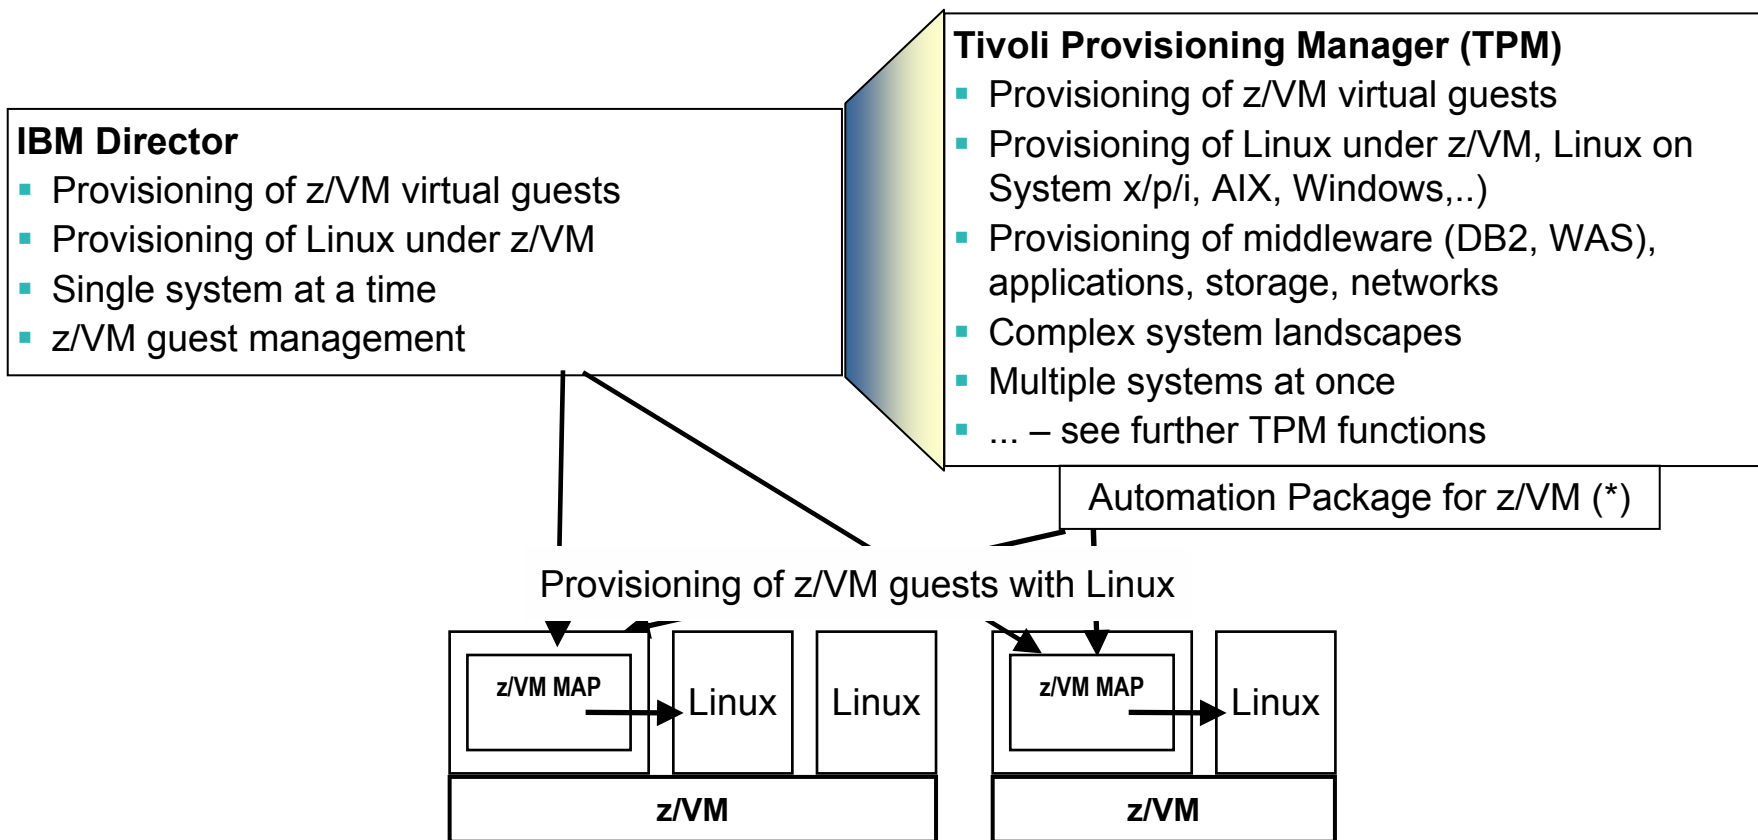 IBM Director
▪ Provisioning of z/VM virtual guests
▪ Provisioning of Linux under z/VM
▪ Single system at a time
▪ z/VM guest management
Tivoli Provisioning Manager (TPM)
▪ Provisioning of z/VM virtual guests
▪ Provisioning of Linux under z/VM, Linux on
System x/p/i, AIX, Windows,..)
▪ Provisioning of middleware (DB2, WAS),
applications, storage, networks
▪ Complex system landscapes
▪ Multiple systems at once
▪ ... – see further TPM functions
Automation Package for z/VM (*)
Provisioning of z/VM guests with Linux
z/VM MAP
Linux
Linux
z/VM
z/VM MAP
Linux
z/VM